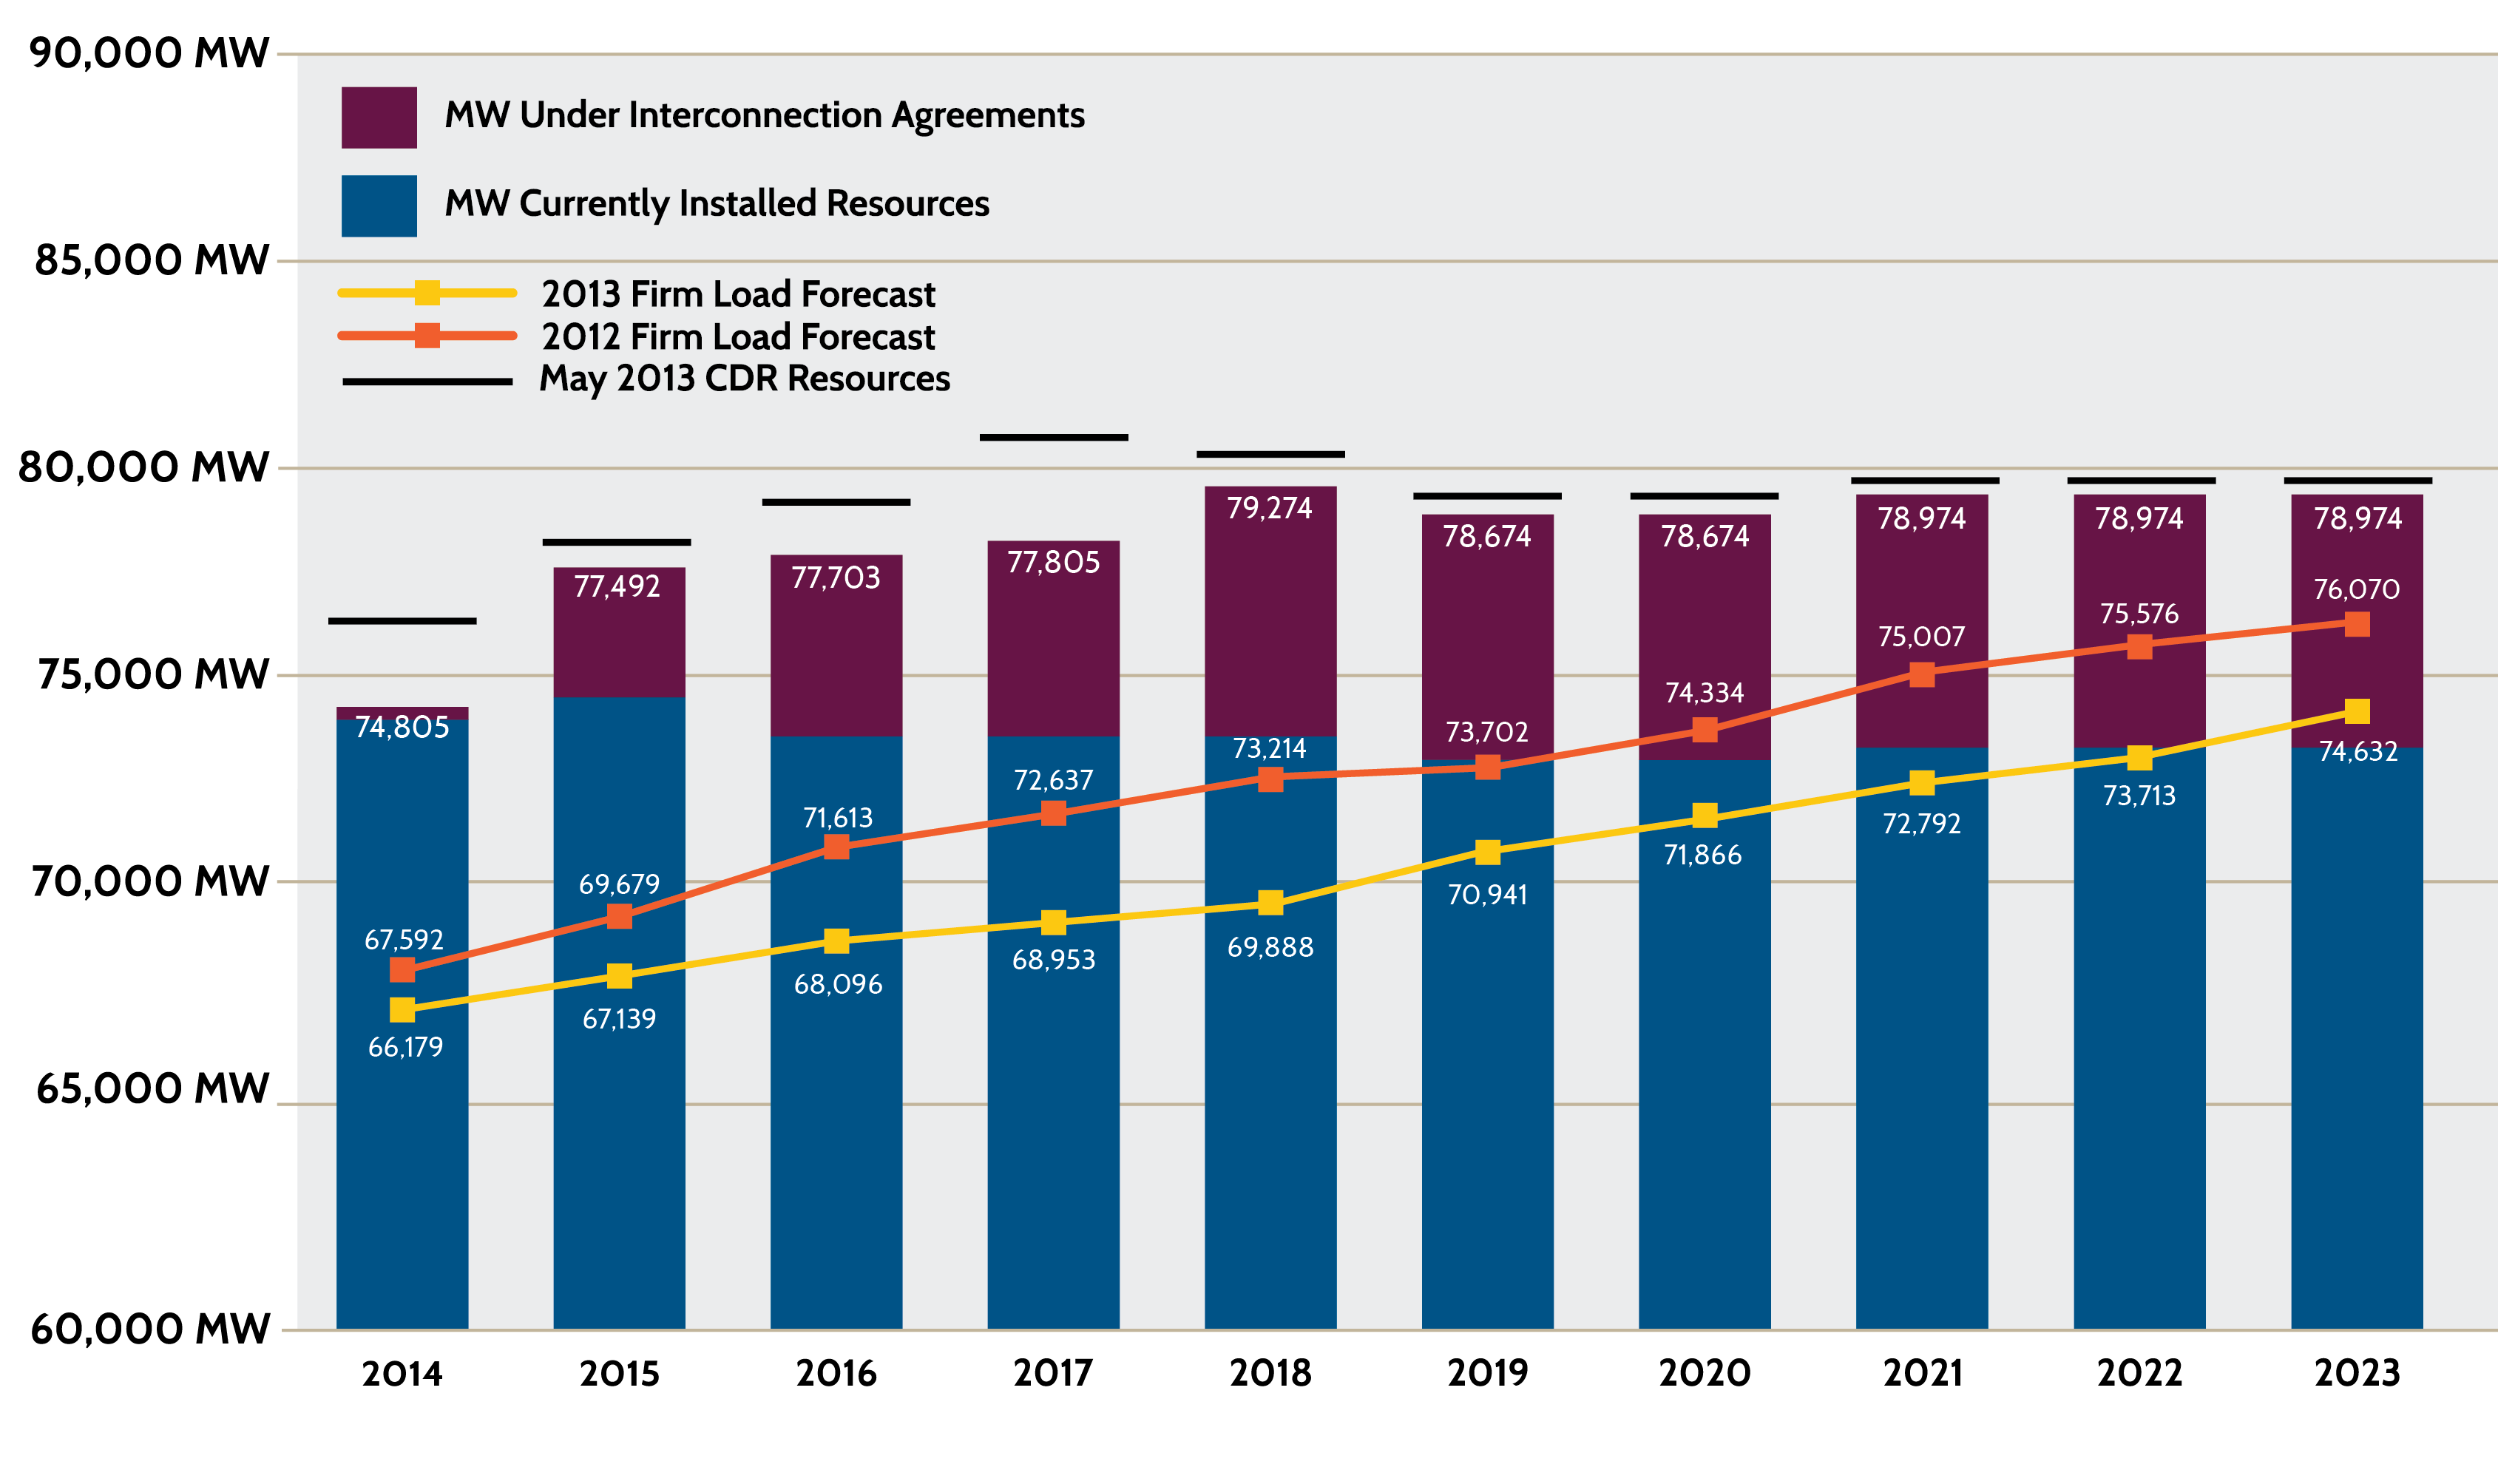 90,000 MW
MW Under Interconnection Agreements
MW Currently Installed Resources
85,000 MW
2013 Firm Load Forecast
2012 Firm Load Forecast
May 2013 CDR Resources
80,000 MW
79,274
78,674
78,674
78,974
78,974
78,974
77,492
77,703
77,805
76,070
75,576
75,007
75,000 MW
74,334
74,805
73,702
73,214
74,632
72,637
73,713
71,613
72,792
71,866
70,000 MW
69,679
70,941
67,592
69,888
68,953
68,096
67,139
66,179
65,000 MW
60,000 MW
2014 2015 2016 2017 2018 2019 2020 2021 2022 2023